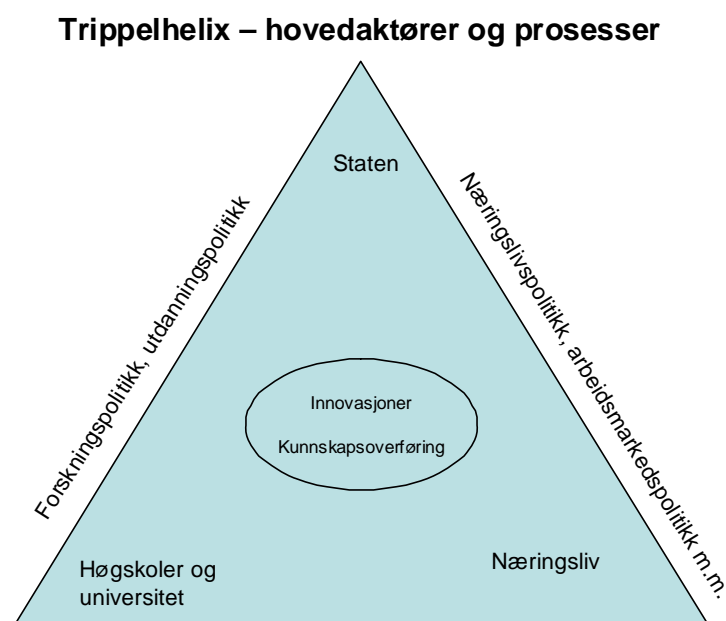 Trippelhelix – hovedaktører og prosesser
Staten
Forskningspolitikk, utdanningspolitikk
Næringslivspolitikk, arbeidsmarkedspolitikk m.m.
Innovasjoner
Kunnskapsoverføring
Høgskoler og
universitet
Næringsliv